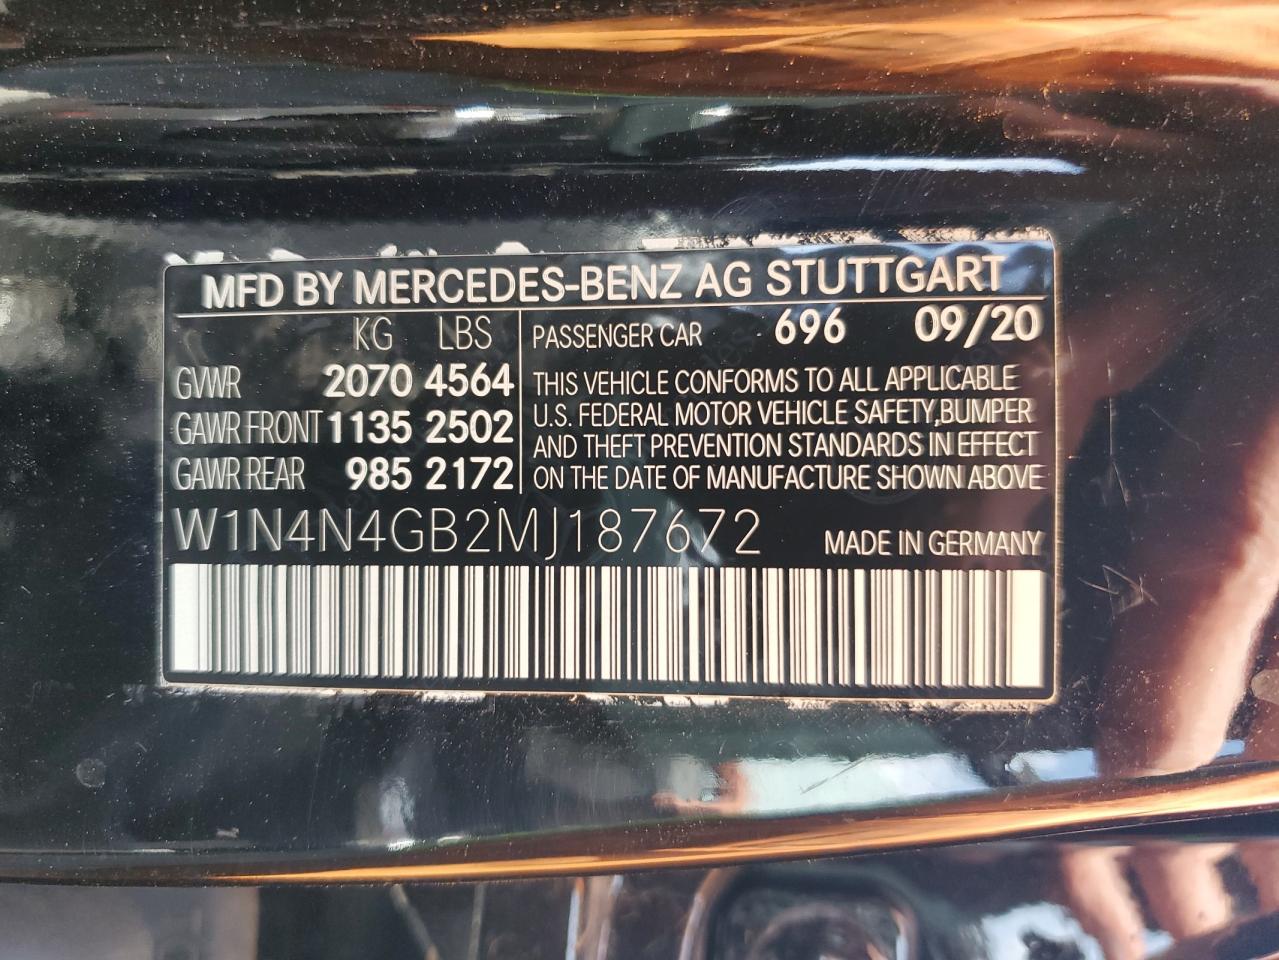 MFD BY MERCEDES-BENZ AG STUTTGART
KG LBS
GVWR 2070 4564
GAWR FRONT 1135 2502
GAWR REAR 985 2172
PASSENGER CAR 696 09/20
THIS VEHICLE CONFORMS TO ALL APPLICABLE
U.S. FEDERAL MOTOR VEHICLE SAFETY,BUMPER
AND THEFT PREVENTION STANDARDS IN EFFECT
ON THE DATE OF MANUFACTURE SHOWN ABOVE
W1N4N4GB2MJ187672 MADE IN GERMANY